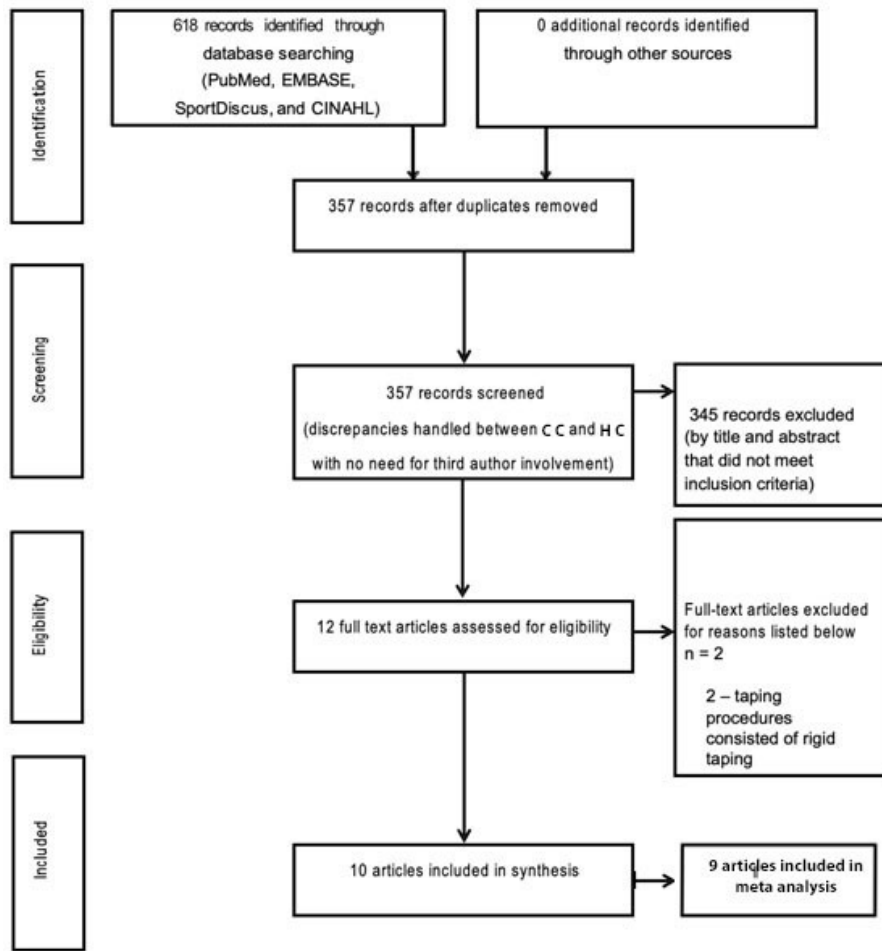 Identification
618 records identified through
database searching
(PubMed, EMBASE,
SportDiscus, and CINAHL)
0 additional records identified
through other sources
357 records after duplicates removed
Screening
357 records screened
(discrepancies handled between CC and HC
with no need for third author involvement)
345 records excluded
(by title and abstract
that did not meet
inclusion criteria)
Eligibility
12 full text articles assessed for eligibility
Full-text articles excluded
for reasons listed below
n = 2
2 – taping
procedures
consisted of rigid
taping
Included
10 articles included in synthesis
9 articles included in
meta analysis